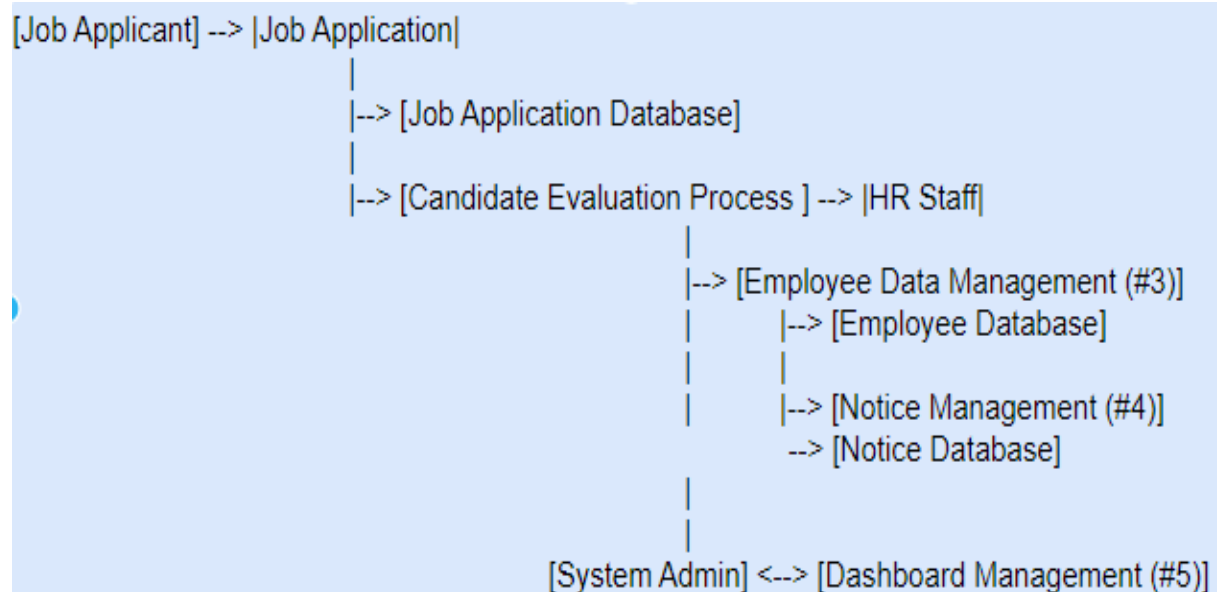 [Job Applicant] --> |Job Application|
|
|--> [Job Application Database]
|
|--> [Candidate Evaluation Process ] --> |HR Staff|
|
|--> [Employee Data Management (#3)]
| |--> [Employee Database]
| |
| |--> [Notice Management (#4)]
--> [Notice Database]
|
|
[System Admin] <--> [Dashboard Management (#5)]